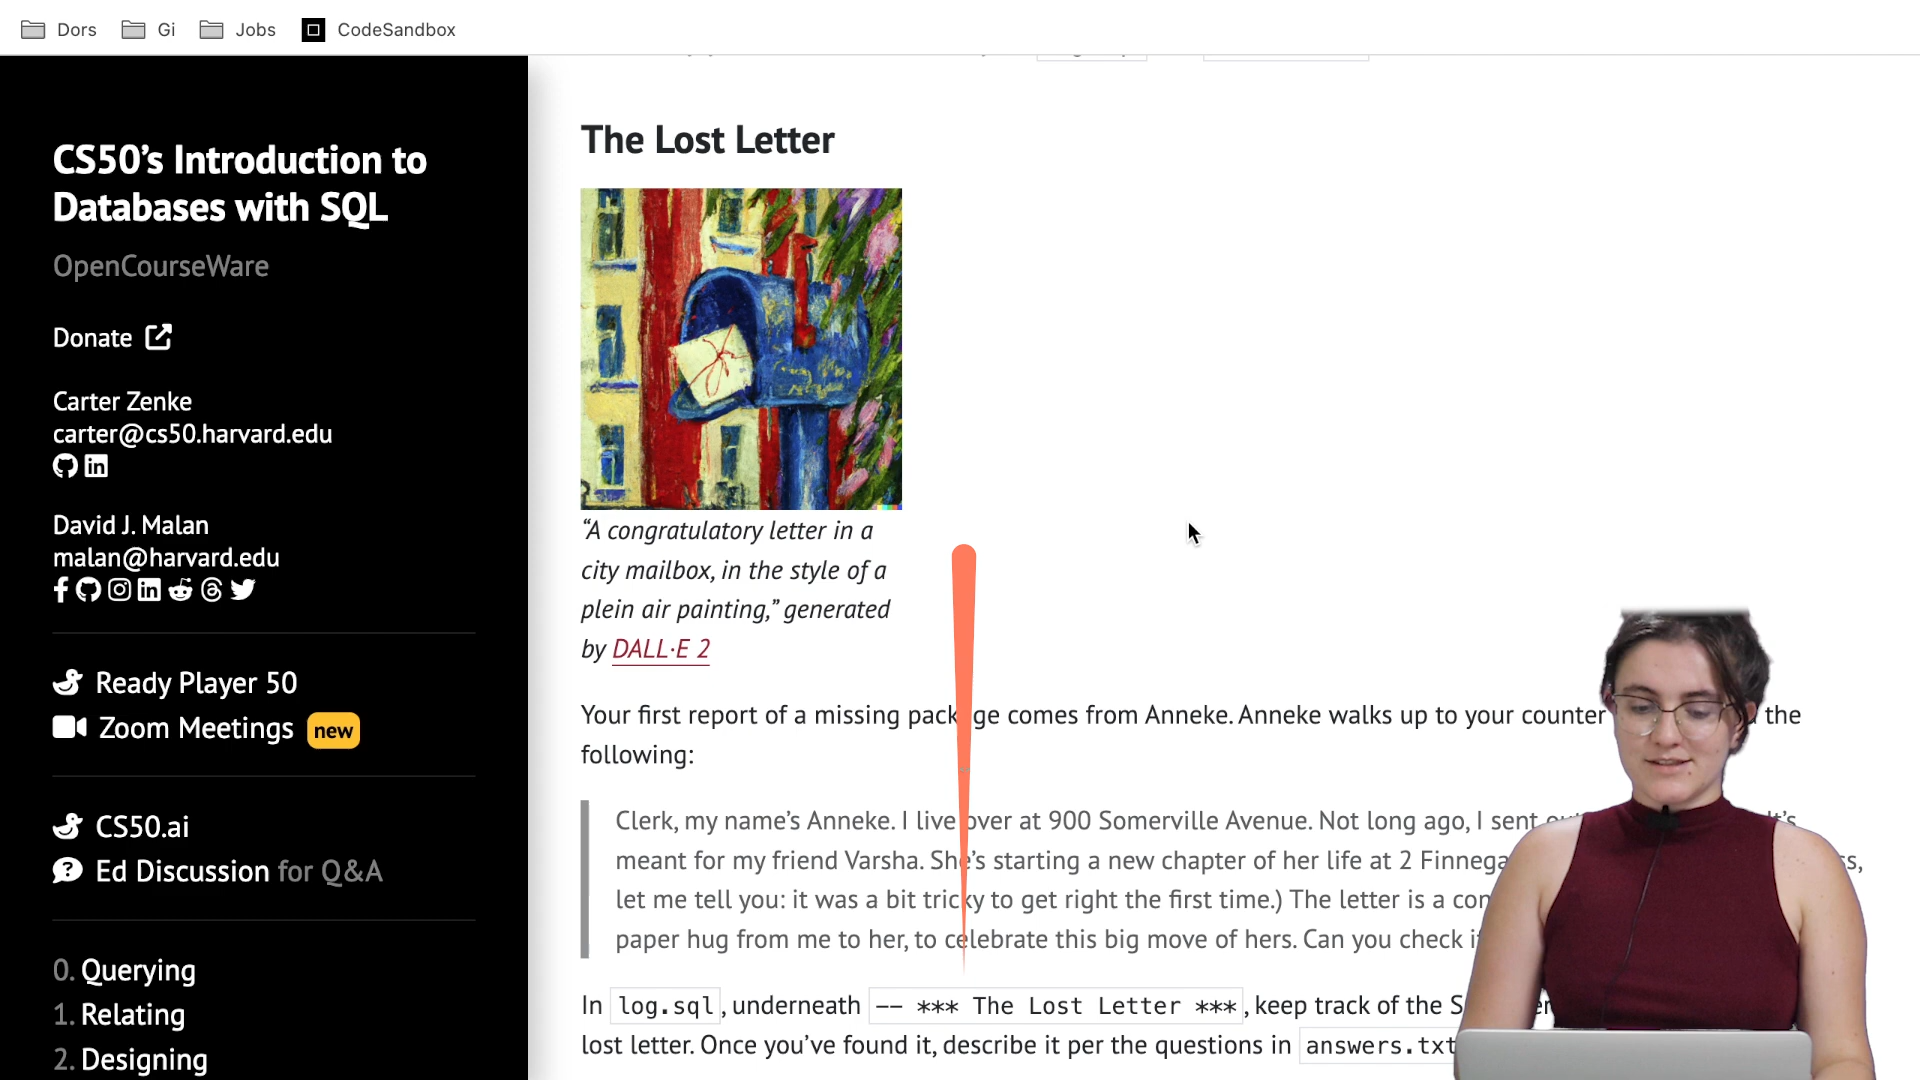 Dors
Gi
Jobs
CodeSandbox
CS50’s Introduction to
Databases with SQL
OpenCourseWare
Donate
Carter Zenke
carter@cs50.harvard.edu
David J. Malan
malan@harvard.edu
Ready Player 50
Zoom Meetings new
CS50.ai
Ed Discussion for Q&A
0. Querying
1. Relating
2. Designing
The Lost Letter
“A congratulatory letter in a
city mailbox, in the style of a
plein air painting,” generated
by DALL·E 2
Your first report of a missing package comes from Anneke. Anneke walks up to your counter the
following:
Clerk, my name’s Anneke. I live over at 900 Somerville Avenue. Not long ago, I sent
meant for my friend Varsha. She’s starting a new chapter of her life at 2
let me tell you: it was a bit tricky to get right the first time.) The letter is a
paper hug from me to her, to celebrate this big move of hers. Can you check
In log.sql, underneath -- *** The Lost Letter ***, keep track of the
lost letter. Once you’ve found it, describe it per the questions in answers.txt